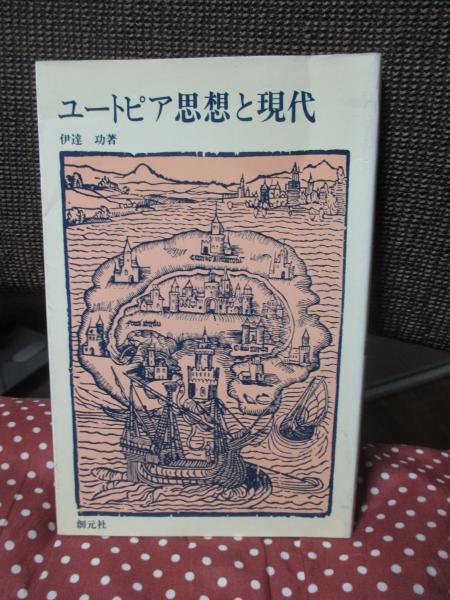 ユートピア思想と現代
伊達 功著
創元社